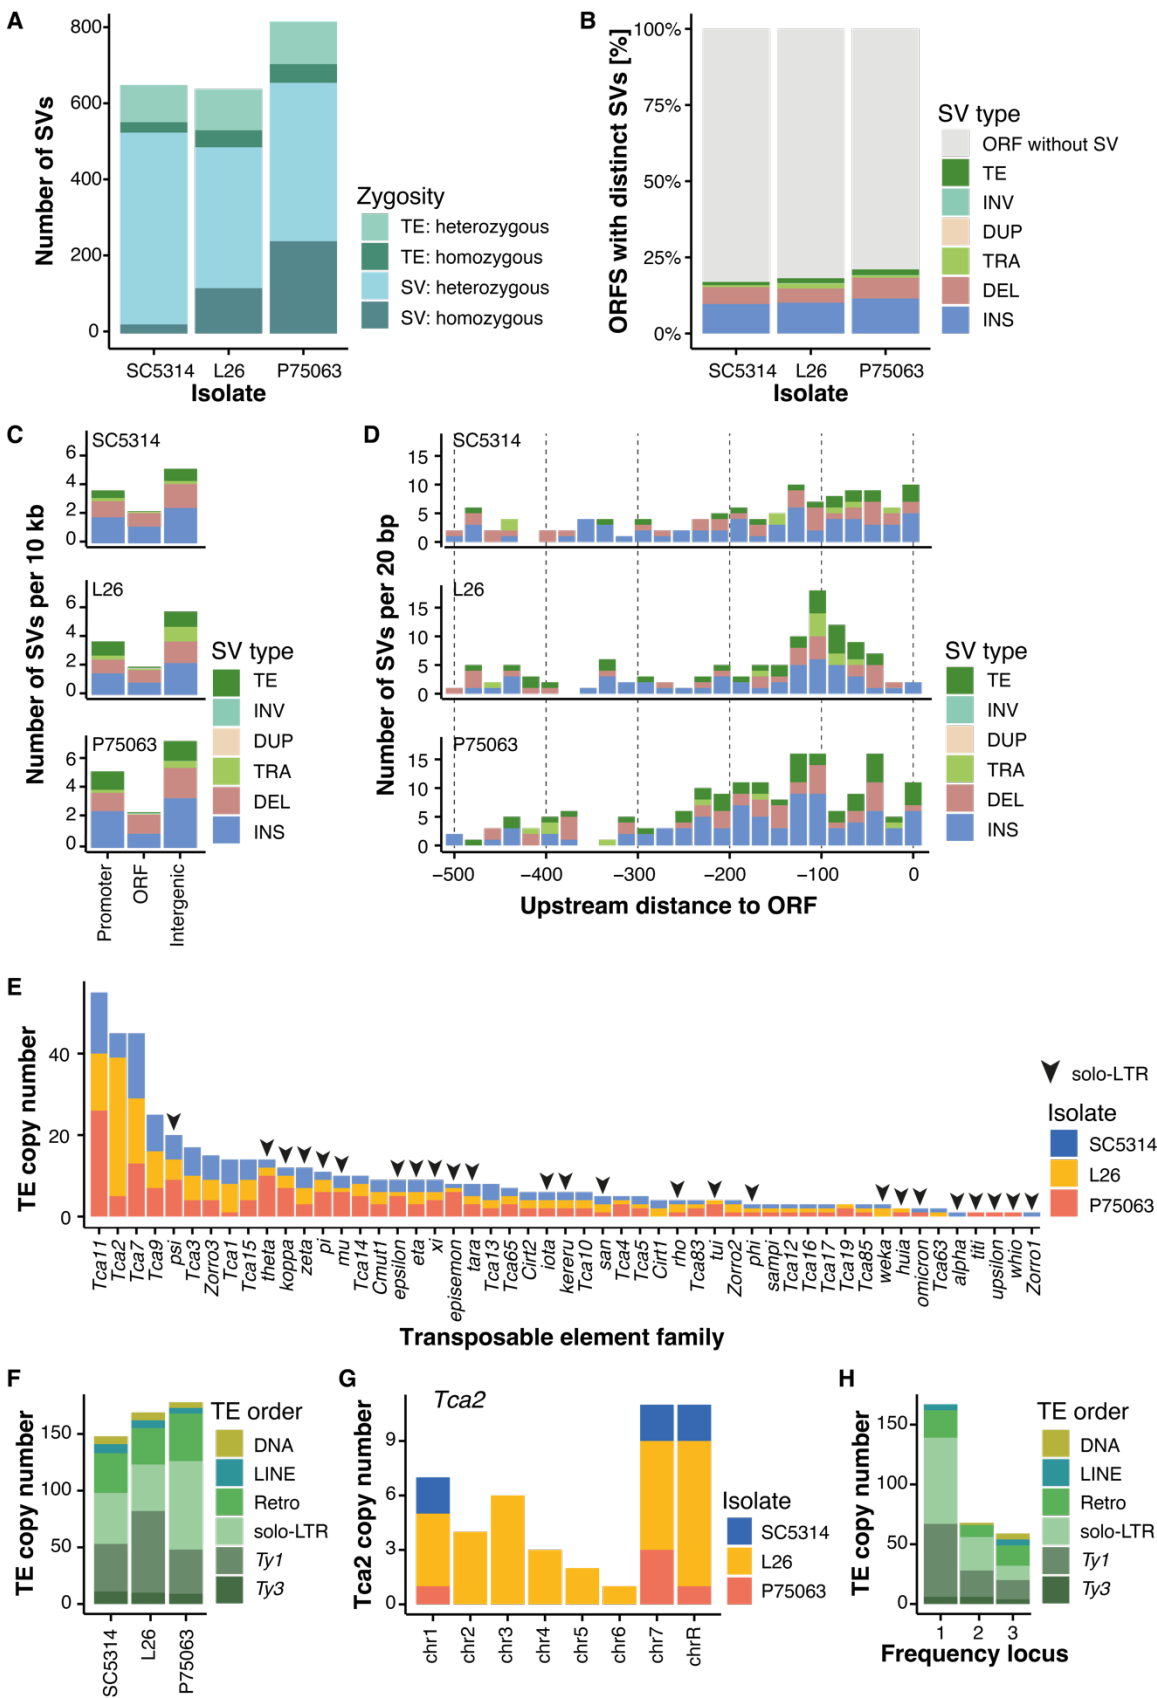 A
Number of SVs
800
600
400
200
0
SC5314
L26
P75063
Isolate
Zygosity
TE: heterozygous
TE: homozygous
SV: heterozygous
SV: homozygous
B
ORFS with distinct SVs [%]
100%
75%
50%
25%
0%
SC5314
L26
P75063
Isolate
SV type
ORF without SV
TE
INV
DUP
TRA
DEL
INS
C
Number of SVs per 10 kb
SC5314
6
4
2
0
L26
6
4
2
0
P75063
6
4
2
0
Promoter
ORF
Intergenic
SV type
TE
INV
DUP
TRA
DEL
INS
D
Number of SVs per 20 bp
SC5314
15
10
5
0
L26
15
10
5
0
P75063
15
10
5
0
−500
−400
−300
−200
−100
0
Upstream distance to ORF
SV type
TE
INV
DUP
TRA
DEL
INS
E
TE copy number
40
20
0
Tca11
Tca2
Tca7
Tca9
psi
Tca3
Zorro3
Tca1
Tca15
theta
koppa
zeta
pi
mu
Tca14
Cmut1
epsilon
eta
xi
episemon
tara
Tca13
Tca65
Cirt2
iota
kereru
Tca10
san
Tca4
Tca5
Cirt1
rho
Tca83
tui
Zorro2
phi
sampi
Tca12
Tca16
Tca17
Tca19
Tca85
weka
huia
omicron
Tca63
alpha
titi
upsilon
whio
Zorro1
Transposable element family
solo-LTR
Isolate
SC5314
L26
P75063
F
TE copy number
150
100
50
0
SC5314
L26
P75063
TE order
DNA
LINE
Retro
solo-LTR
Ty1
Ty3
G
Tca2
Tca2 copy number
9
6
3
0
chr1
chr2
chr3
chr4
chr5
chr6
chr7
chrR
Isolate
SC5314
L26
P75063
H
TE copy number
150
100
50
0
1
2
3
Frequency locus
TE order
DNA
LINE
Retro
solo-LTR
Ty1
Ty3